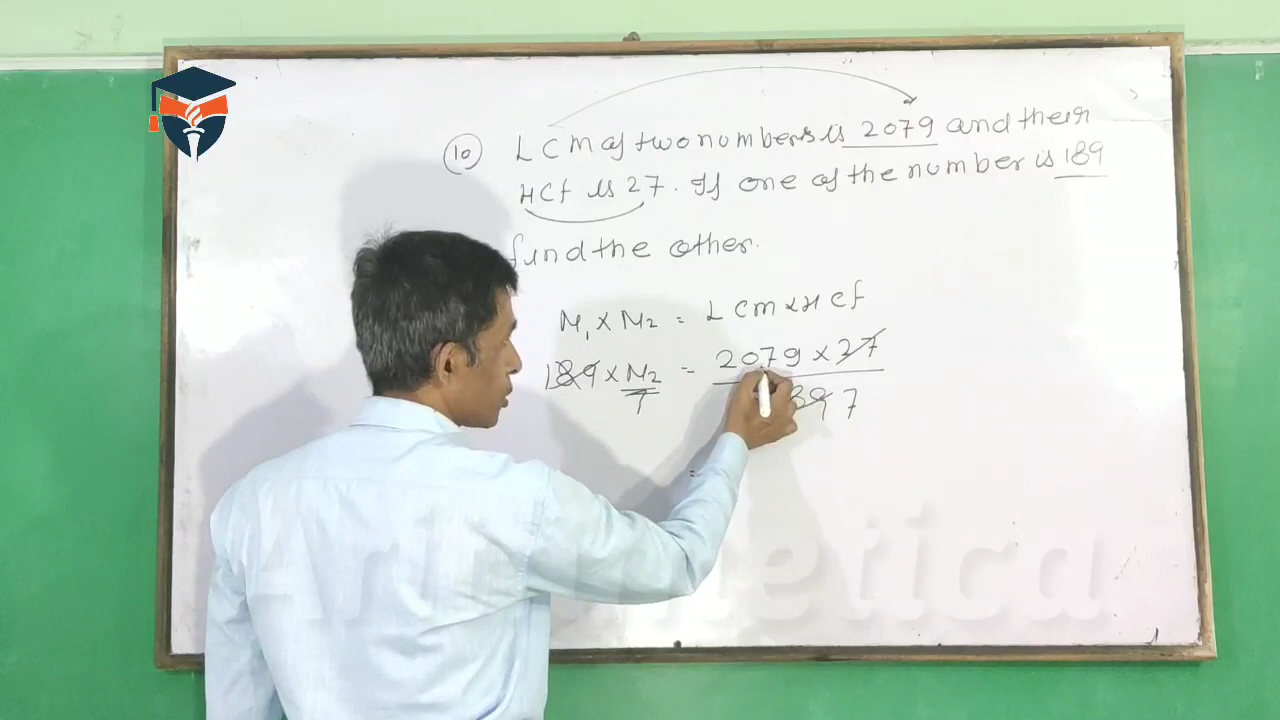 10 LCM of two numbers is 2079 and their
HCF is 27. If one of the number is 189
find the other.
N1 × N2 = LCM × HCF
189 × N2 = 2079 × 27
7
=
Arithmetica